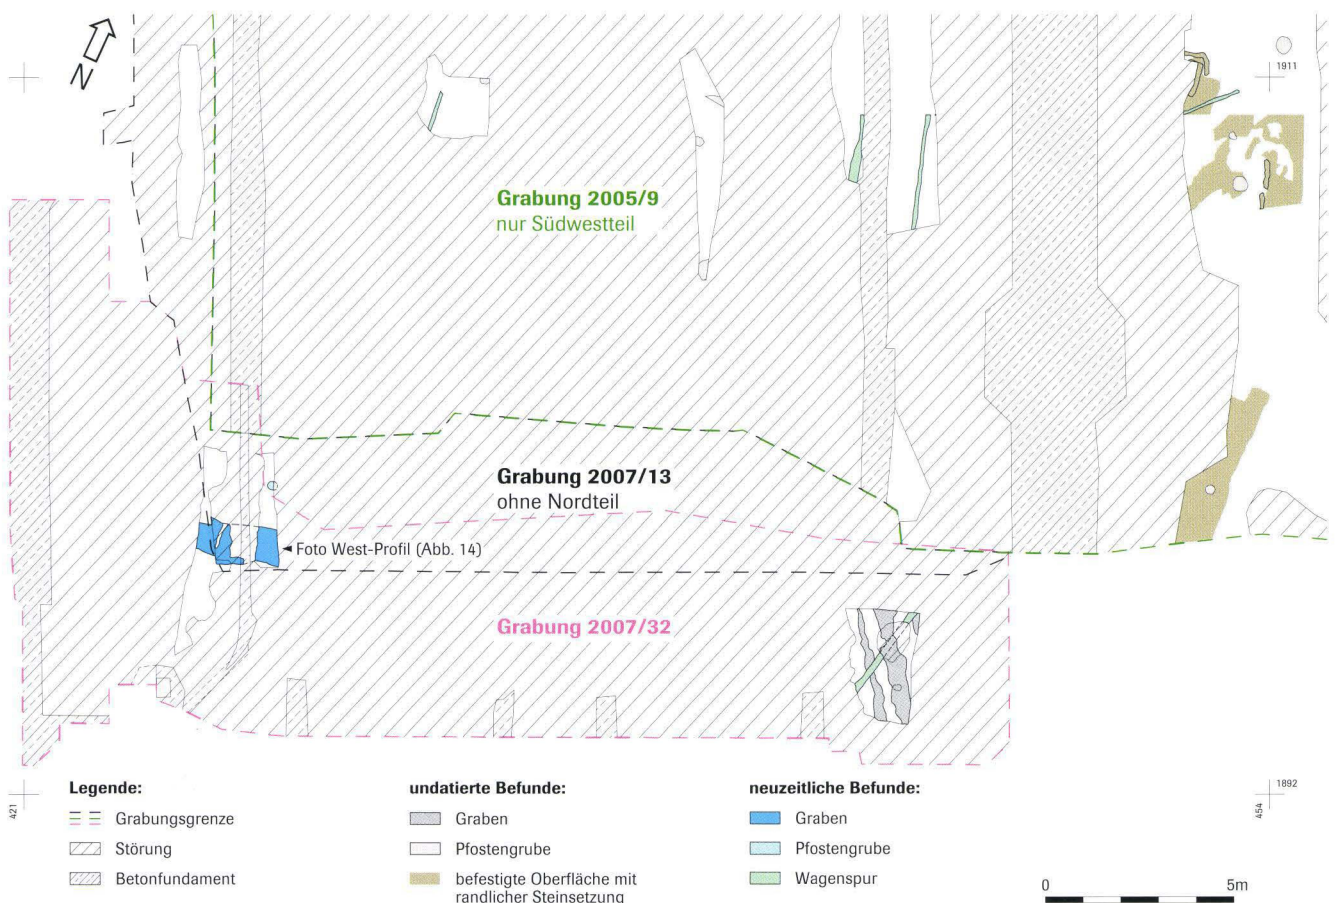 N
1911
Grabung 2005/9
nur Südwestteil
Grabung 2007/13
ohne Nordteil
Foto West-Profil (Abb. 14)
Grabung 2007/32
421
454
1892
Legende:
Grabungsgrenze
Störung
Betonfundament
undatierte Befunde:
Graben
Pfostengrube
befestigte Oberfläche mit
randlicher Steinsetzung
neuzeitliche Befunde:
Graben
Pfostengrube
Wagenspur
0 5m